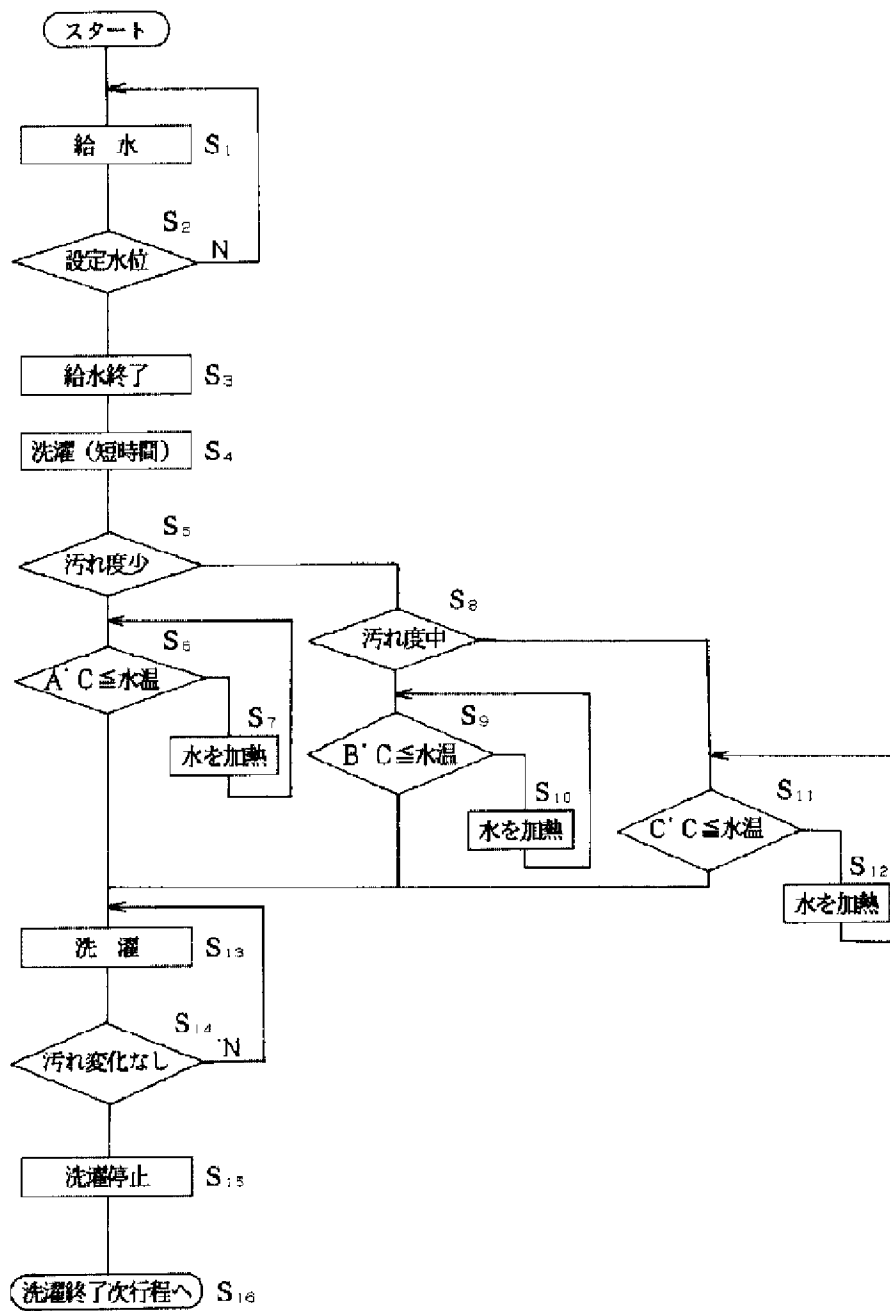 スタート
給 水 S₁
S₂
設定水位 N
給水終了 S₃
洗濯（短時間） S₄
S₅
汚れ度少
S₈
汚れ度中
S₆
A°C≦水温
S₇
水を加熱
S₉
B°C≦水温
S₁₀
水を加熱
S₁₁
C°C≦水温
S₁₂
水を加熱
洗 濯 S₁₃
S₁₄
汚れ変化なし N
洗濯停止 S₁₅
洗濯終了次行程へ S₁₆